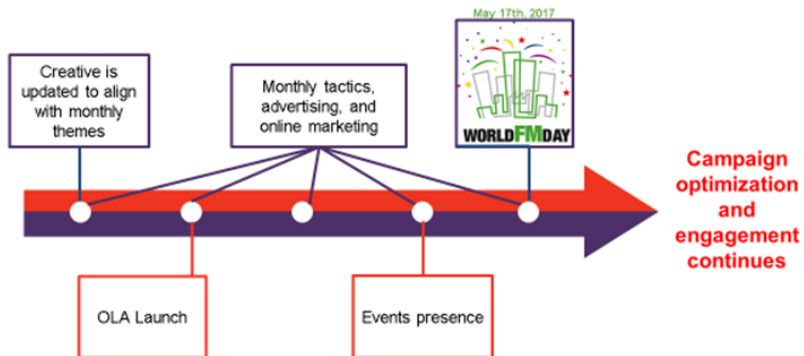 May 17th, 2017
Creative is
updated to align
with monthly
themes
Monthly tactics,
advertising, and
online marketing
WORLDFMDAY
Campaign
optimization
and
engagement
continues
OLA Launch
Events presence